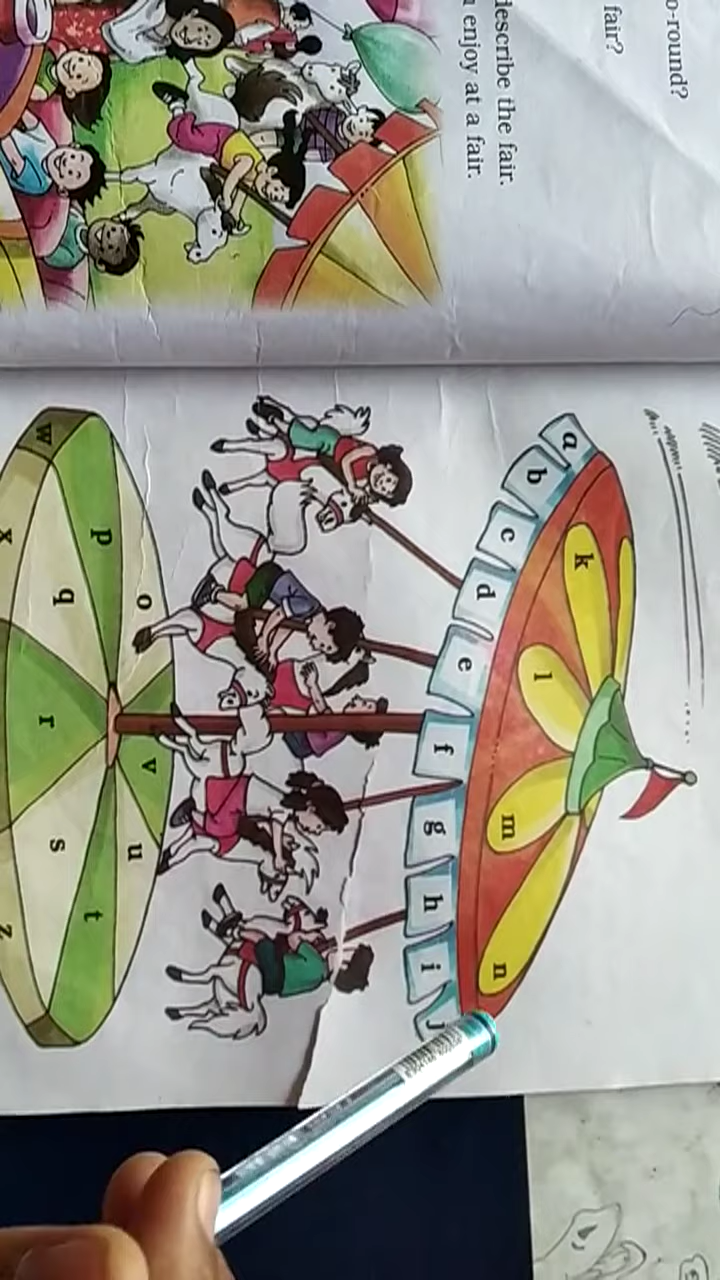 o-round?
fair?
describe the fair.
enjoy at a fair.
a b c d e f g h i j
k l m n
o p q r s t u v
w x z